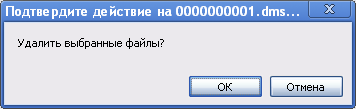 Подтвердите действие на 0000000001.dms...
Удалить выбранные файлы?
OK
Отмена